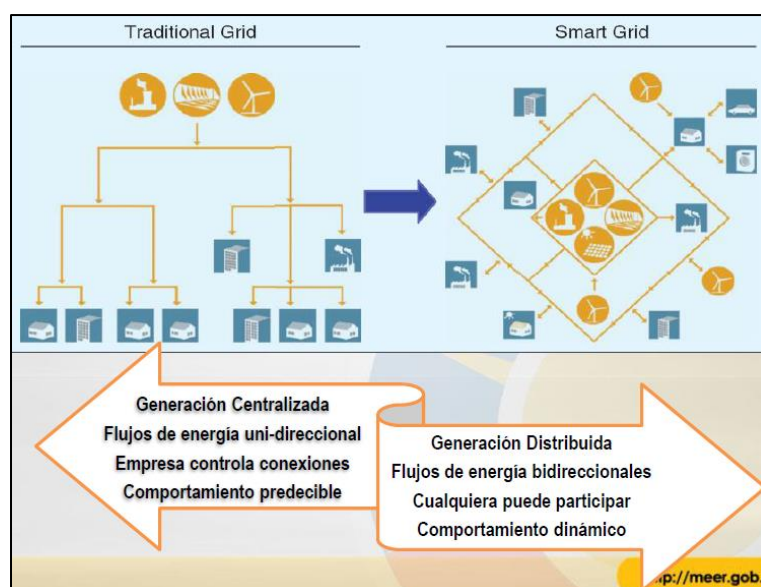 Traditional Grid
Smart Grid
Generación Centralizada
Flujos de energía uni-direccional
Empresa controla conexiones
Comportamiento predecible
Generación Distribuida
Flujos de energía bidireccionales
Cualquiera puede participar
Comportamiento dinámico
p://meer.gob.